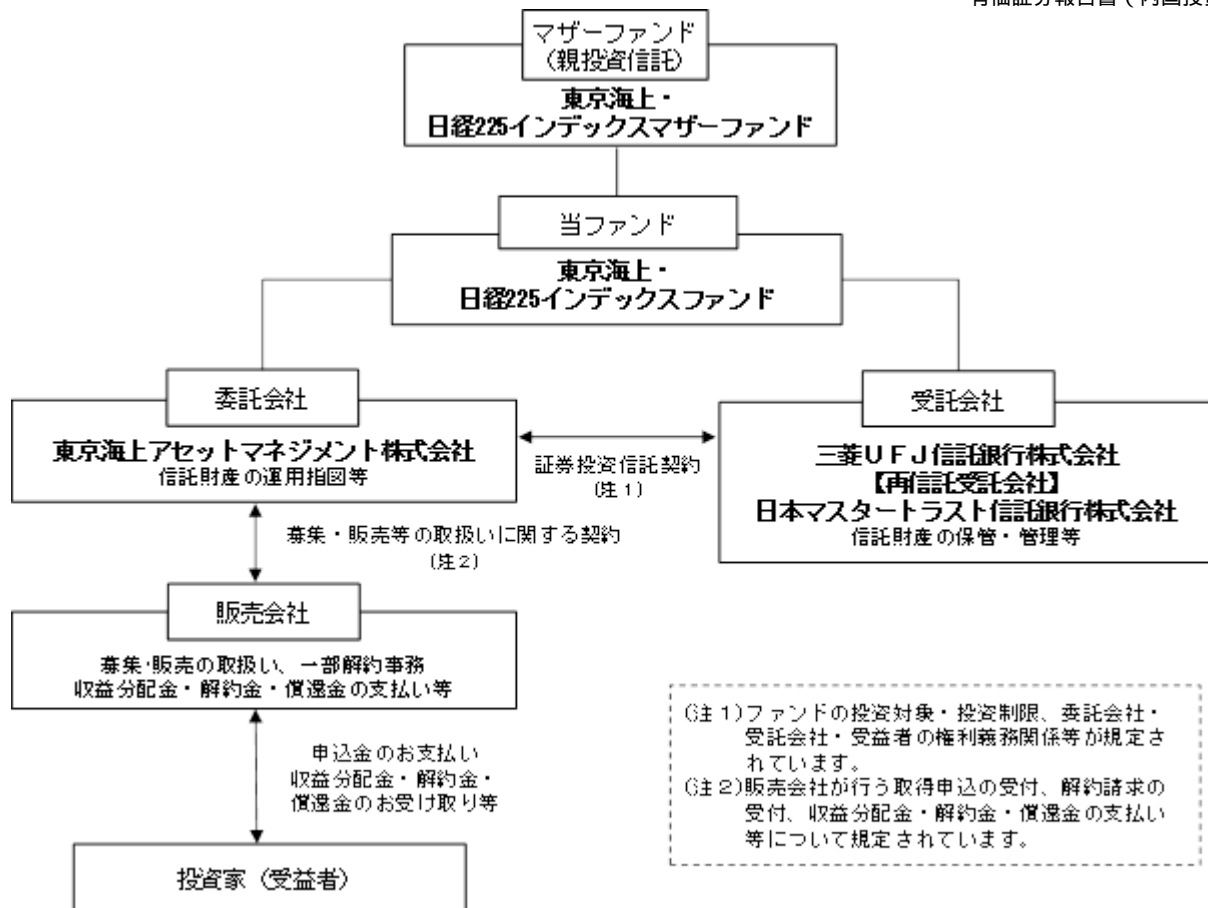 マザーファンド
(親投資信託)
東京海上・
日経225インデックスマザーファンド
当ファンド
東京海上・
日経225インデックスファンド
委託会社
東京海上アセットマネジメント株式会社
信託財産の運用指図等
証券投資信託契約
(注1)
受託会社
三菱UFJ信託銀行株式会社
【再信託受託会社】
日本マスタートラスト信託銀行株式会社
信託財産の保管・管理等
募集・販売等の取扱いに関する契約
(注2)
販売会社
募集・販売の取扱い、一部解約事務
収益分配金・解約金・償還金の支払い等
申込金のお支払い
収益分配金・解約金・
償還金のお受け取り等
投資家(受益者)
(注1)ファンドの投資対象・投資制限、委託会社・
受託会社・受益者の権利義務関係等が規定さ
れています。
(注2)販売会社が行う取得申込の受付、解約請求の
受付、収益分配金・解約金・償還金の支払い
等について規定されています。